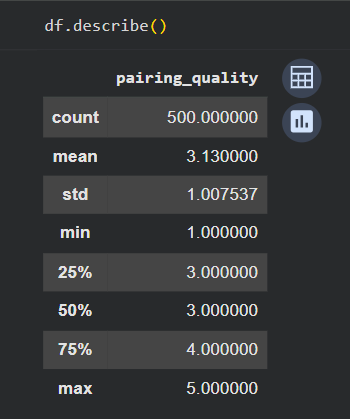 df.describe()
pairing_quality
count 500.000000
mean 3.130000
std 1.007537
min 1.000000
25% 3.000000
50% 3.000000
75% 4.000000
max 5.000000